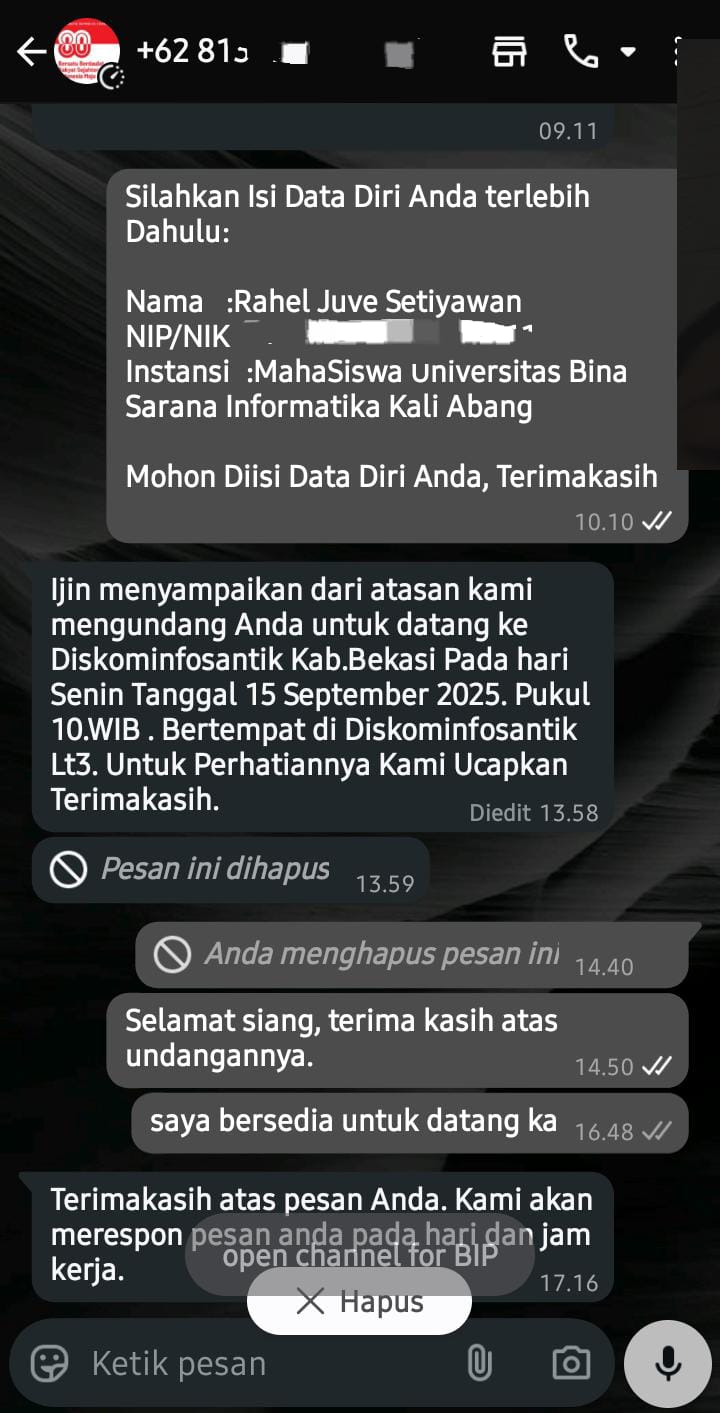 80
+62 813
09.11
Silahkan Isi Data Diri Anda terlebih
Dahulu:
Nama :Rahel Juve Setiyawan
NIP/NIK
Instansi :MahaSiswa Universitas Bina
Sarana Informatika Kali Abang
Mohon Diisi Data Diri Anda, Terimakasih
10.10
Ijin menyampaikan dari atasan kami
mengundang Anda untuk datang ke
Diskominfosantik Kab.Bekasi Pada hari
Senin Tanggal 15 September 2025. Pukul
10.WIB . Bertempat di Diskominfosantik
Lt3. Untuk Perhatiannya Kami Ucapkan
Terimakasih.
Diedit 13.58
Pesan ini dihapus 13.59
Anda menghapus pesan ini 14.40
Selamat siang, terima kasih atas
undangannya.
14.50
saya bersedia untuk datang ka 16.48
Terimakasih atas pesan Anda. Kami akan
merespon pesan anda pada hari dan jam
kerja.
17.16
open channel for BIP
Hapus
Ketik pesan